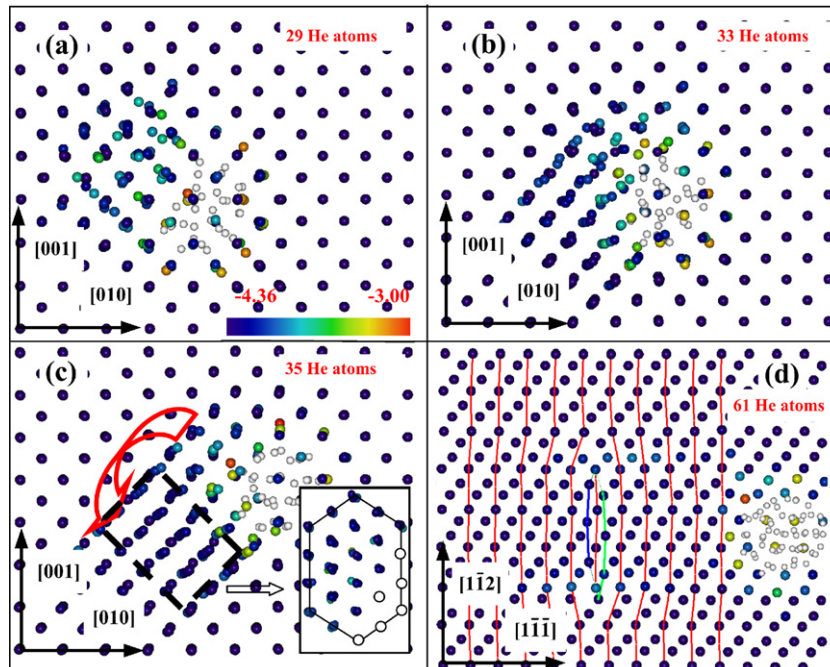 (a)
29 He atoms
[001]
[010]
-4.36
-3.00
(b)
33 He atoms
[001]
[010]
(c)
35 He atoms
[001]
[010]
(d)
61 He atoms
[11̅2]
[11̅1̅]